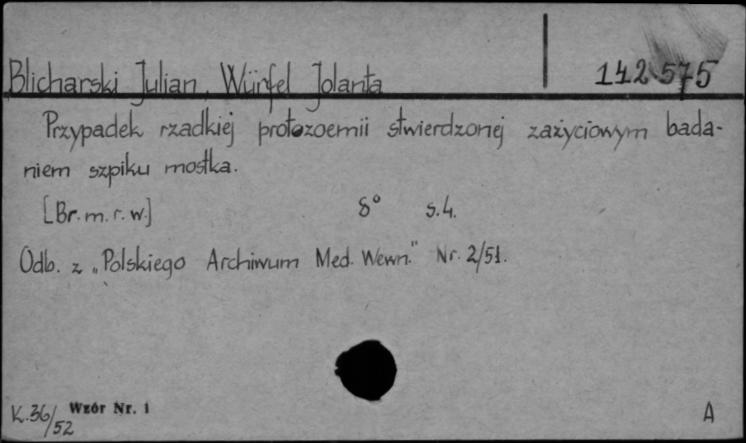 Blicharski Julian, Würfel Jolanta
142575
Przypadek rzadkiej protozoemii stwierdzonej zażyciowym bada-
niem szpiku mostka.
[Br. m. r. w.] 8° s. 4.
Odb. z „Polskiego Archiwum Med. Wewn." Nr. 2/51.
K. 36/52 Wzór Nr. 1
A